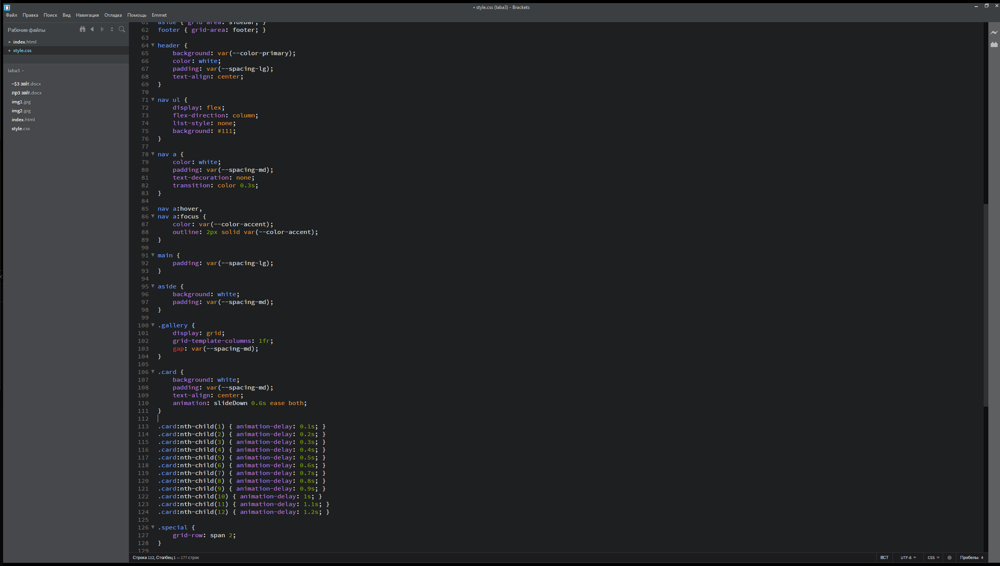 • style.css (laba3) - Brackets
Файл Правка Поиск Вид Навигация Отладка Помощь Emmet
Рабочие файлы
index.html
style.css
laba3
~$3 звіт.docx
лр3 звіт.docx
img1.jpg
img2.jpg
index.html
style.css
61 aside { grid-area: sidebar; }
62 footer { grid-area: footer; }
63
64 header {
65 background: var(--color-primary);
66 color: white;
67 padding: var(--spacing-lg);
68 text-align: center;
69 }
70
71 nav ul {
72 display: flex;
73 flex-direction: column;
74 list-style: none;
75 background: #111;
76 }
77
78 nav a {
79 color: white;
80 padding: var(--spacing-md);
81 text-decoration: none;
82 transition: color 0.3s;
83 }
84
85 nav a:hover,
86 nav a:focus {
87 color: var(--color-accent);
88 outline: 2px solid var(--color-accent);
89 }
90
91 main {
92 padding: var(--spacing-lg);
93 }
94
95 aside {
96 background: white;
97 padding: var(--spacing-md);
98 }
99
100 .gallery {
101 display: grid;
102 grid-template-columns: 1fr;
103 gap: var(--spacing-md);
104 }
105
106 .card {
107 background: white;
108 padding: var(--spacing-md);
109 text-align: center;
110 animation: slideDown 0.6s ease both;
111 }
112
113 .card:nth-child(1) { animation-delay: 0.1s; }
114 .card:nth-child(2) { animation-delay: 0.2s; }
115 .card:nth-child(3) { animation-delay: 0.3s; }
116 .card:nth-child(4) { animation-delay: 0.4s; }
117 .card:nth-child(5) { animation-delay: 0.5s; }
118 .card:nth-child(6) { animation-delay: 0.6s; }
119 .card:nth-child(7) { animation-delay: 0.7s; }
120 .card:nth-child(8) { animation-delay: 0.8s; }
121 .card:nth-child(9) { animation-delay: 0.9s; }
122 .card:nth-child(10) { animation-delay: 1s; }
123 .card:nth-child(11) { animation-delay: 1.1s; }
124 .card:nth-child(12) { animation-delay: 1.2s; }
125
126 .special {
127 grid-row: span 2;
128 }
129
Строка 112, Столбец 1 — 177 строк
ВСТ UTF-8 CSS Пробелы: 4